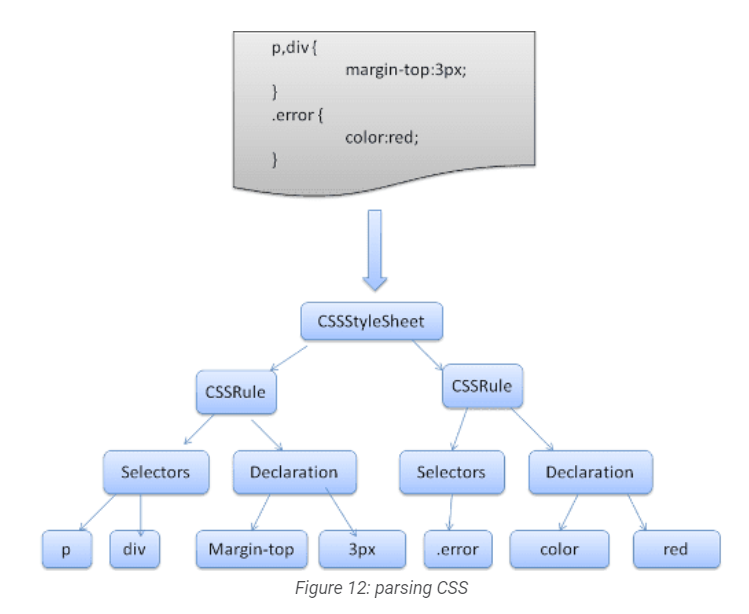 p,div {
margin-top:3px;
}
.error {
color:red;
}
CSSStyleSheet
CSSRule
CSSRule
Selectors
Declaration
Selectors
Declaration
p
div
Margin-top
3px
.error
color
red
Figure 12: parsing CSS